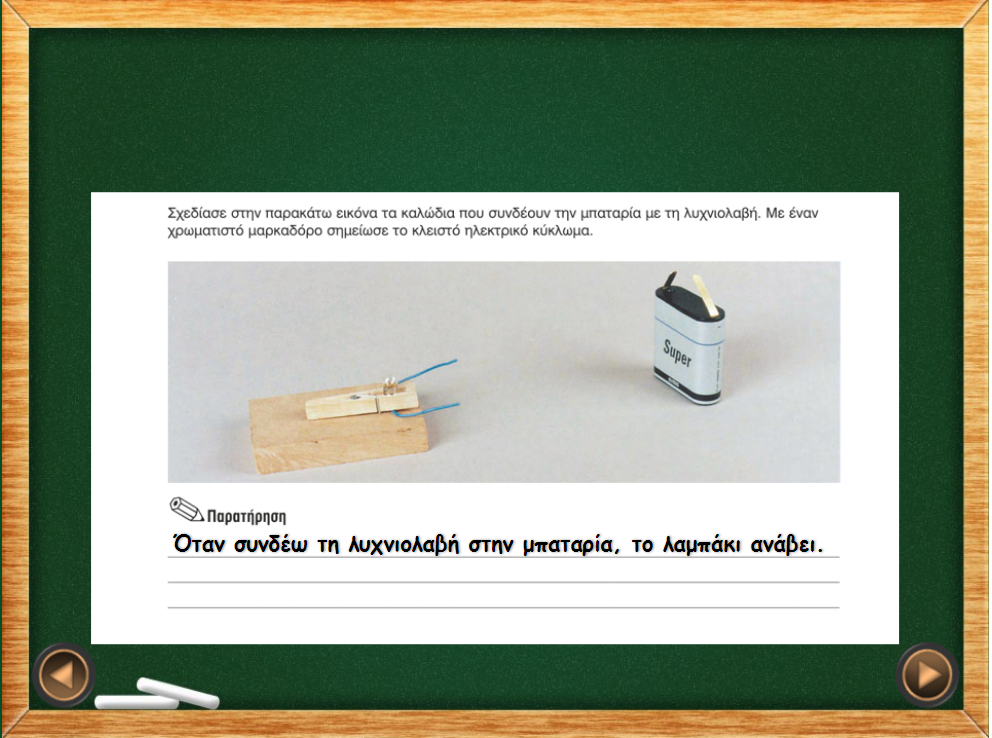 Σχεδίασε στην παρακάτω εικόνα τα καλώδια που συνδέουν την μπαταρία με τη λυχνιολαβή. Με έναν
χρωματιστό μαρκαδόρο σημείωσε το κλειστό ηλεκτρικό κύκλωμα.
Super
Παρατήρηση
Όταν συνδέω τη λυχνιολαβή στην μπαταρία, το λαμπάκι ανάβει.